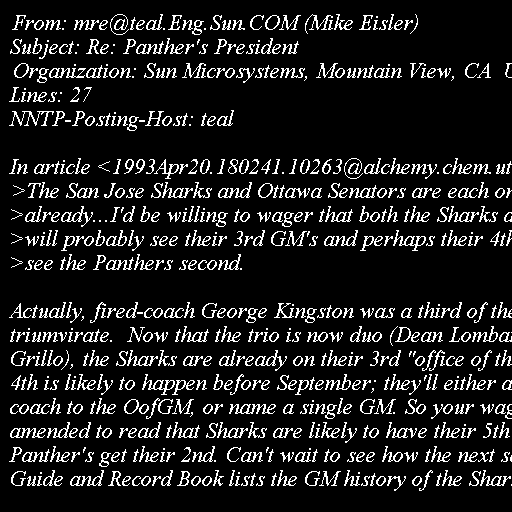 From: mre@teal.Eng.Sun.COM (Mike Eisler)
Subject: Re: Panther's President
Organization: Sun Microsystems, Mountain View, CA
Lines: 27
NNTP-Posting-Host: teal

In article <1993Apr20.180241.10263@alchemy.chem.ut
>The San Jose Sharks and Ottawa Senators are each
>already...I'd be willing to wager that both the Sharks
>will probably see their 3rd GM's and perhaps their 4th
>see the Panthers second.

Actually, fired-coach George Kingston was a third of the
triumvirate.  Now that the trio is now duo (Dean Lombar
Grillo), the Sharks are already on their 3rd "office of th
4th is likely to happen before September; they'll either a
coach to the OofGM, or name a single GM. So your wag
amended to read that Sharks are likely to have their 5th
Panther's get their 2nd. Can't wait to see how the next s
Guide and Record Book lists the GM history of the Shar